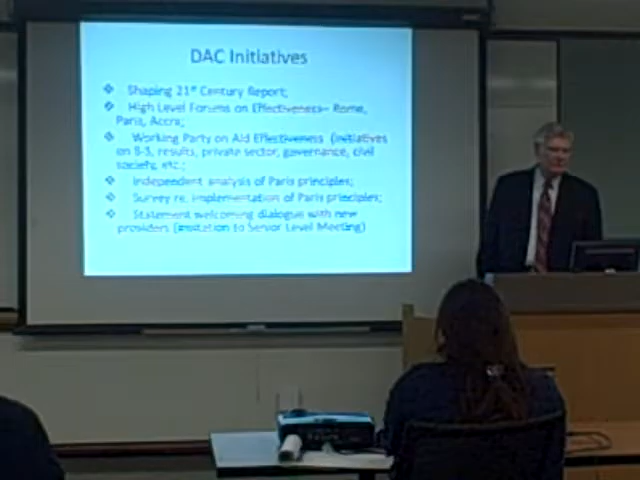 DAC Initiatives
Shaping 21st Century Report;
High Level Forums on Effectiveness– Rome,
Paris, Accra;
Working Party on Aid Effectiveness (initiatives
on S-S, results, private sector, governance, civil
society, etc.;
Independent analysis of Paris principles;
Survey re. implementation of Paris principles;
Statement welcoming dialogue with new
providers (invitation to Senior Level Meeting)